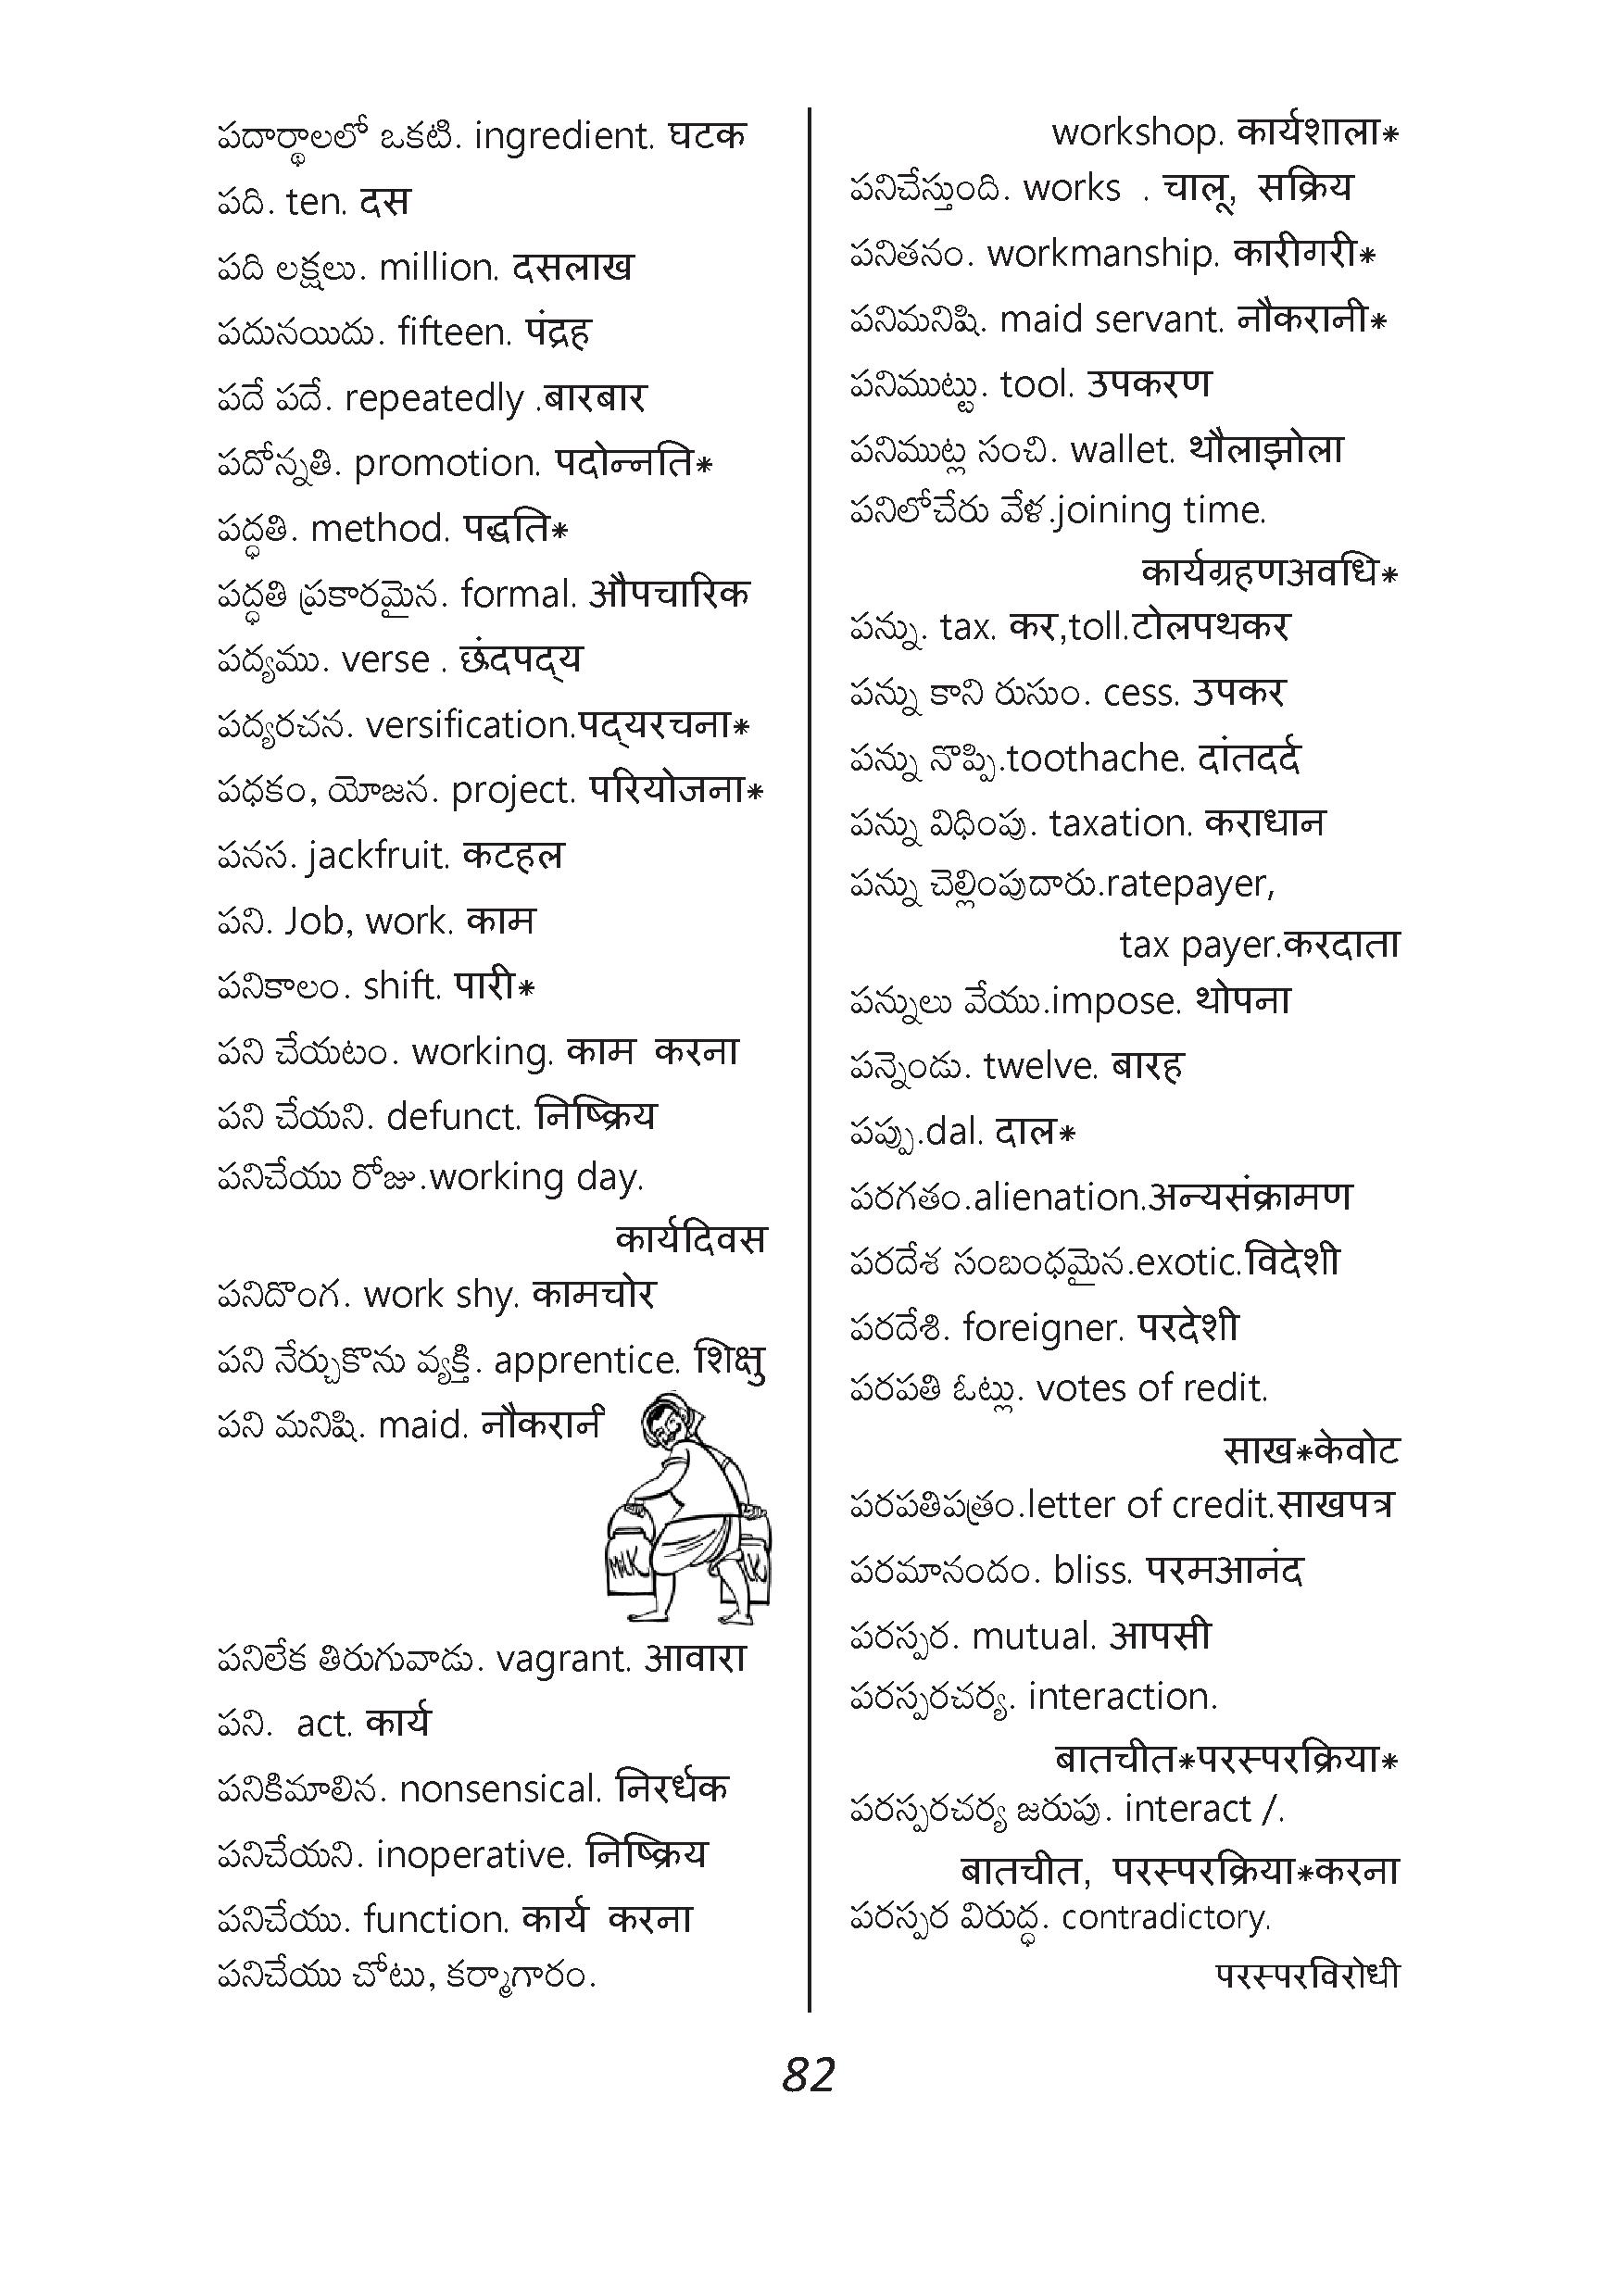 పదార్థాలలో ఒకటి. ingredient. घटक
పది. ten. दस
పది లక్షలు. million. दसलाख
పదునయిదు. fifteen. पंद्रह
పదే పదే. repeatedly .बारबार
పదోన్నతి. promotion. पदोन्नति*
పద్ధతి. method. पद्धति*
పద్ధతి ప్రకారమైన. formal. औपचारिक
పద్యము. verse . छंदपद्‌य
పద్యరచన. versification.पद्‌यरचना*
పధకం, యోజన. project. परियोजना*
పనస. jackfruit. कटहल
పని. Job, work. काम
పనికాలం. shift. पारी*
పని చేయటం. working. काम करना
పని చేయని. defunct. निष्क्रिय
పనిచేయు రోజు.working day.
कार्यदिवस
పనిదొంగ. work shy. कामचोर
పని నేర్చుకొను వ్యక్తి. apprentice. शिक्षु
పని మనిషి. maid. नौकरानी
MILK
పనిలేక తిరుగువాడు. vagrant. आवारा
పని. act. कार्य
పనికిమాలిన. nonsensical. निरर्धक
పనిచేయని. inoperative. निष्क्रिय
పనిచేయు. function. कार्य करना
పనిచేయు చోటు, కర్మాగారం.
workshop. कार्यशाला*
పనిచేస్తుంది. works . चालू, सक्रिय
పనితనం. workmanship. कारीगरी*
పనిమనిషి. maid servant. नौकरानी*
పనిముట్టు. tool. उपकरण
పనిముట్ల సంచి. wallet. थौलाझोला
పనిలోచేరు వేళ.joining time.
कार्यग्रहणअवधि*
పన్ను. tax. कर,toll.टोलपथकर
పన్ను కాని రుసుం. cess. उपकर
పన్ను నొప్పి.toothache. दांतदर्द
పన్ను విధింపు. taxation. कराधान
పన్ను చెల్లింపుదారు.ratepayer,
tax payer.करदाता
పన్నులు వేయు.impose. थोपना
పన్నెండు. twelve. बारह
పప్పు.dal. दाल*
పరగతం.alienation.अन्यसंक्रामण
పరదేశ సంబంధమైన.exotic.विदेशी
పరదేశి. foreigner. परदेशी
పరపతి ఓట్లు. votes of redit.
साख*केवोट
పరపతిపత్రం.letter of credit.साखपत्र
పరమానందం. bliss. परमआनंद
పరస్పర. mutual. आपसी
పరస్పరచర్య. interaction.
बातचीत*परस्परक्रिया*
పరస్పరచర్య జరుపు. interact /.
बातचीत, परस्परक्रिया*करना
పరస్పర విరుద్ధ. contradictory.
परस्परविरोधी
82